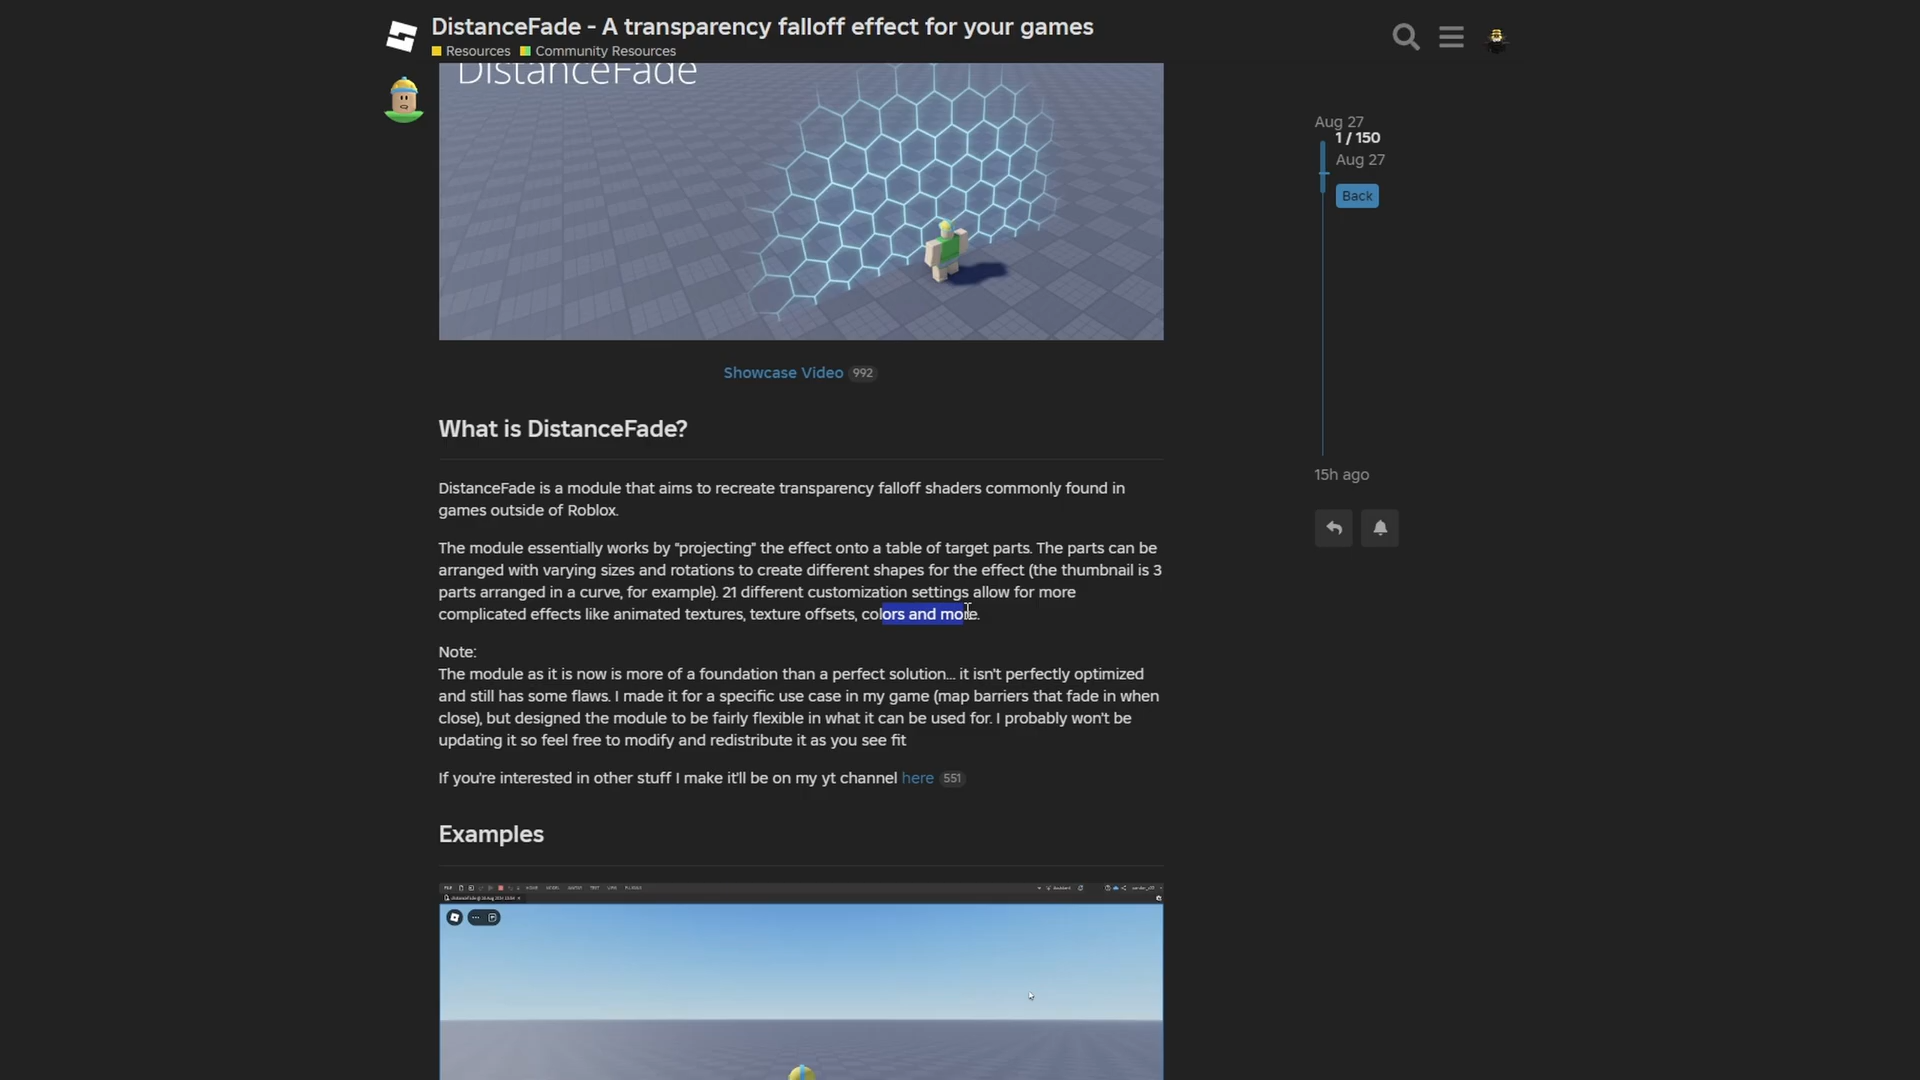 DistanceFade - A transparency falloff effect for your games
Resources Community Resources
DistanceFade
Aug 27
1 / 150
Aug 27
Back
15h ago
Showcase Video 992
What is DistanceFade?
DistanceFade is a module that aims to recreate transparency falloff shaders commonly found in
games outside of Roblox.
The module essentially works by "projecting" the effect onto a table of target parts. The parts can be
arranged with varying sizes and rotations to create different shapes for the effect (the thumbnail is 3
parts arranged in a curve, for example). 21 different customization settings allow for more
complicated effects like animated textures, texture offsets, colors and more.
Note:
The module as it is now is more of a foundation than a perfect solution... it isn't perfectly optimized
and still has some flaws. I made it for a specific use case in my game (map barriers that fade in when
close), but designed the module to be fairly flexible in what it can be used for. I probably won't be
updating it so feel free to modify and redistribute it as you see fit
If you're interested in other stuff I make it'll be on my yt channel here 551
Examples